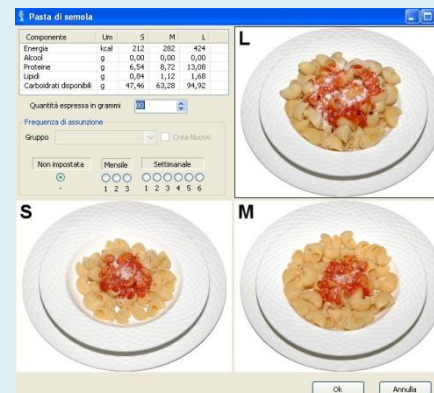 Pasta di semola
Componente Um S M L
Energia kcal 212 282 424
Alcool g 0,00 0,00 0,00
Proteine g 6,54 8,72 13,08
Lipidi g 0,84 1,12 1,68
Carboidrati disponibili g 47,46 63,28 94,92
Quantità espressa in grammi
Frequenza di assunzione
Gruppo Crea Nuovo
Non impostata Mensile Settimanale
- 1 2 3 1 2 3 4 5 6
L
S M
Ok Annulla